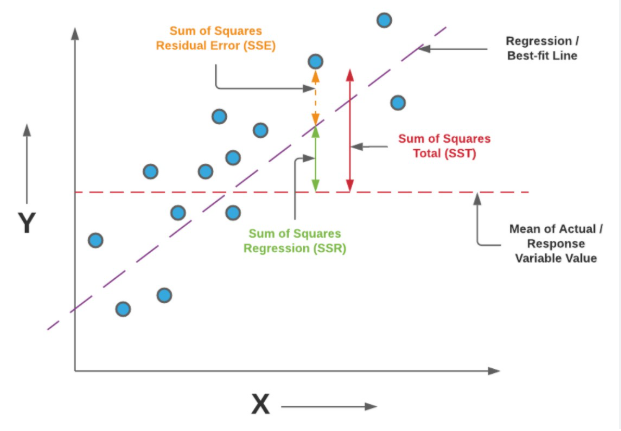 Sum of Squares
Residual Error (SSE)
Regression /
Best-fit Line
Sum of Squares
Total (SST)
Y
Sum of Squares
Regression (SSR)
Mean of Actual /
Response
Variable Value
X